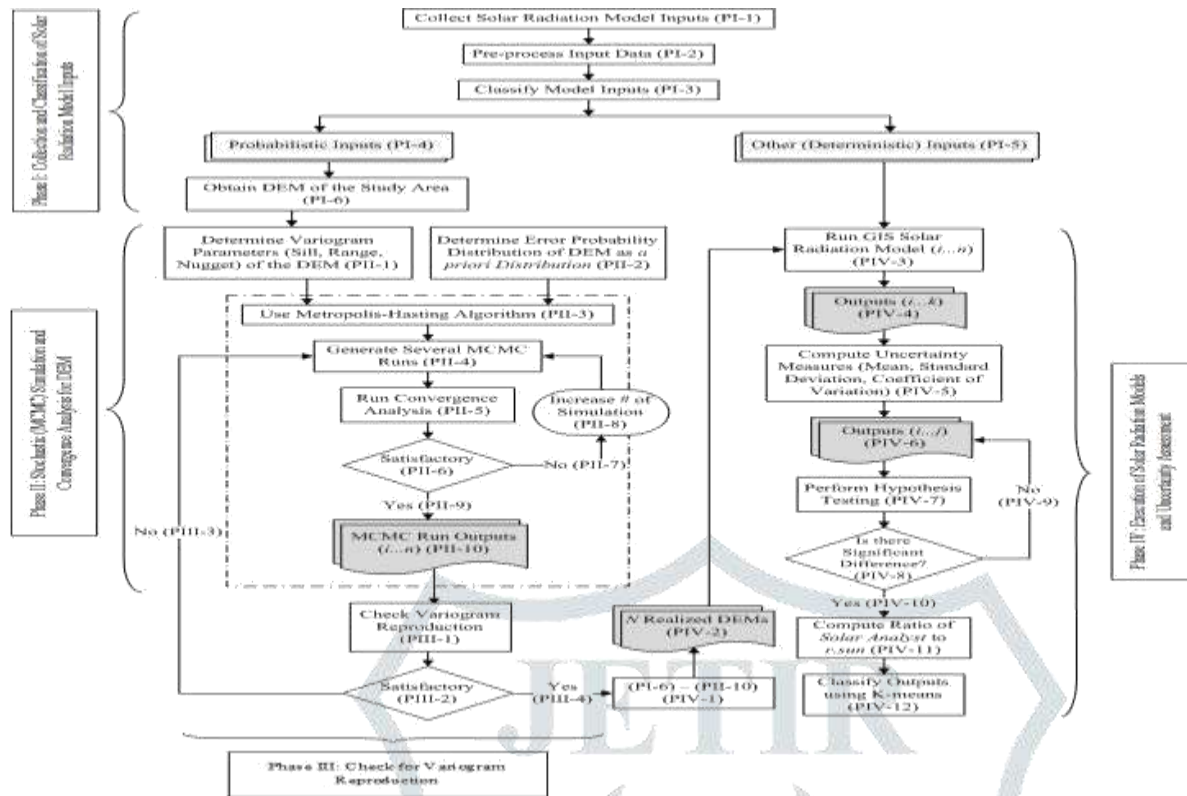 Collect Solar Radiation Model Inputs (PI-1)
Pre-process Input Data (PI-2)
Classify Model Inputs (PI-3)
Phase I: Collection and Classification of Solar
Radiation Model Inputs
Probabilistic Inputs (PI-4)
Other (Deterministic) Inputs (PI-5)
Obtain DEM of the Study Area
(PI-6)
Determine Variogram
Parameters (Sill, Range,
Nugget) of the DEM (PII-1)
Determine Error Probability
Distribution of DEM as a
priori Distribution (PII-2)
Use Metropolis-Hasting Algorithm (PII-3)
Generate Several MCMC
Runs (PII-4)
Run Convergence
Analysis (PII-5)
Increase # of
Simulation
(PII-8)
Satisfactory
(PII-6)
No (PII-7)
Yes (PII-9)
MCMC Run Outputs
(i...n) (PII-10)
Phase II: Stochastic (MCMC) Simulation and
Convergence Analysis for DEM
No (PIII-3)
Check Variogram
Reproduction
(PIII-1)
Satisfactory
(PIII-2)
Yes
(PIII-4)
(PI-6) – (PII-10)
(PIV-1)
N Realized DEMs
(PIV-2)
Phase III: Check for Variogram
Reproduction
Run GIS Solar
Radiation Model (i...n)
(PIV-3)
Outputs (i...k)
(PIV-4)
Compute Uncertainty
Measures (Mean, Standard
Deviation, Coefficient of
Variation) (PIV-5)
Outputs (i...j)
(PIV-6)
Perform Hypothesis
Testing (PIV-7)
No
(PIV-9)
Is there
Significant
Difference?
(PIV-8)
Yes (PIV-10)
Compute Ratio of
Solar Analyst to
r.sun (PIV-11)
Classify Outputs
using K-means
(PIV-12)
Phase IV: Execution of Solar Radiation Models
and Uncertainty Assessment
JETIR